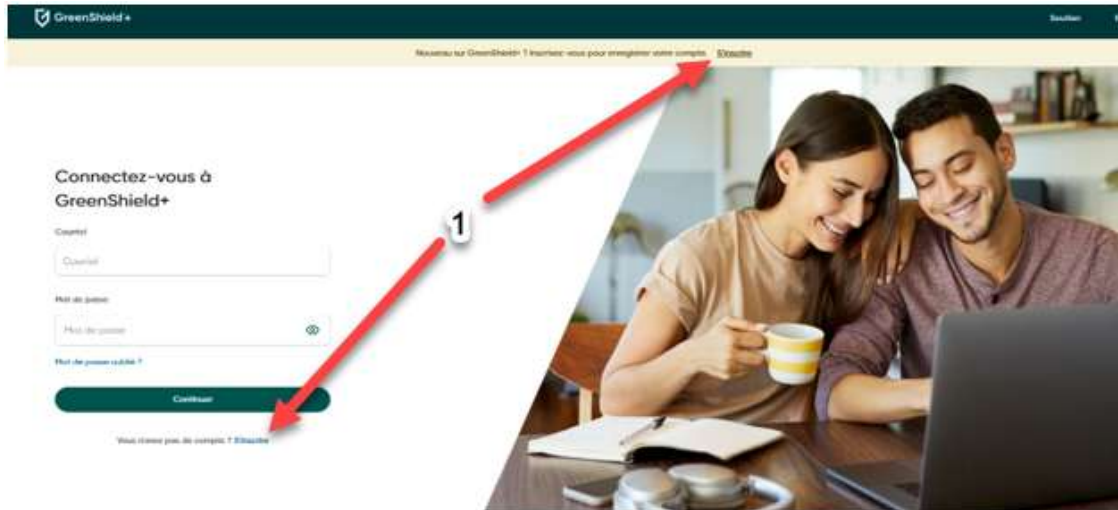 GreenShield+
Soutien
Nouveau sur GreenShield+ ? Inscrivez-vous pour enregistrer votre compte. S'inscrire
Connectez-vous à
GreenShield+
1
Courriel
Courriel
Mot de passe
Mot de passe
Mot de passe oublié ?
Continuer
Vous n'avez pas de compte ? S'inscrire